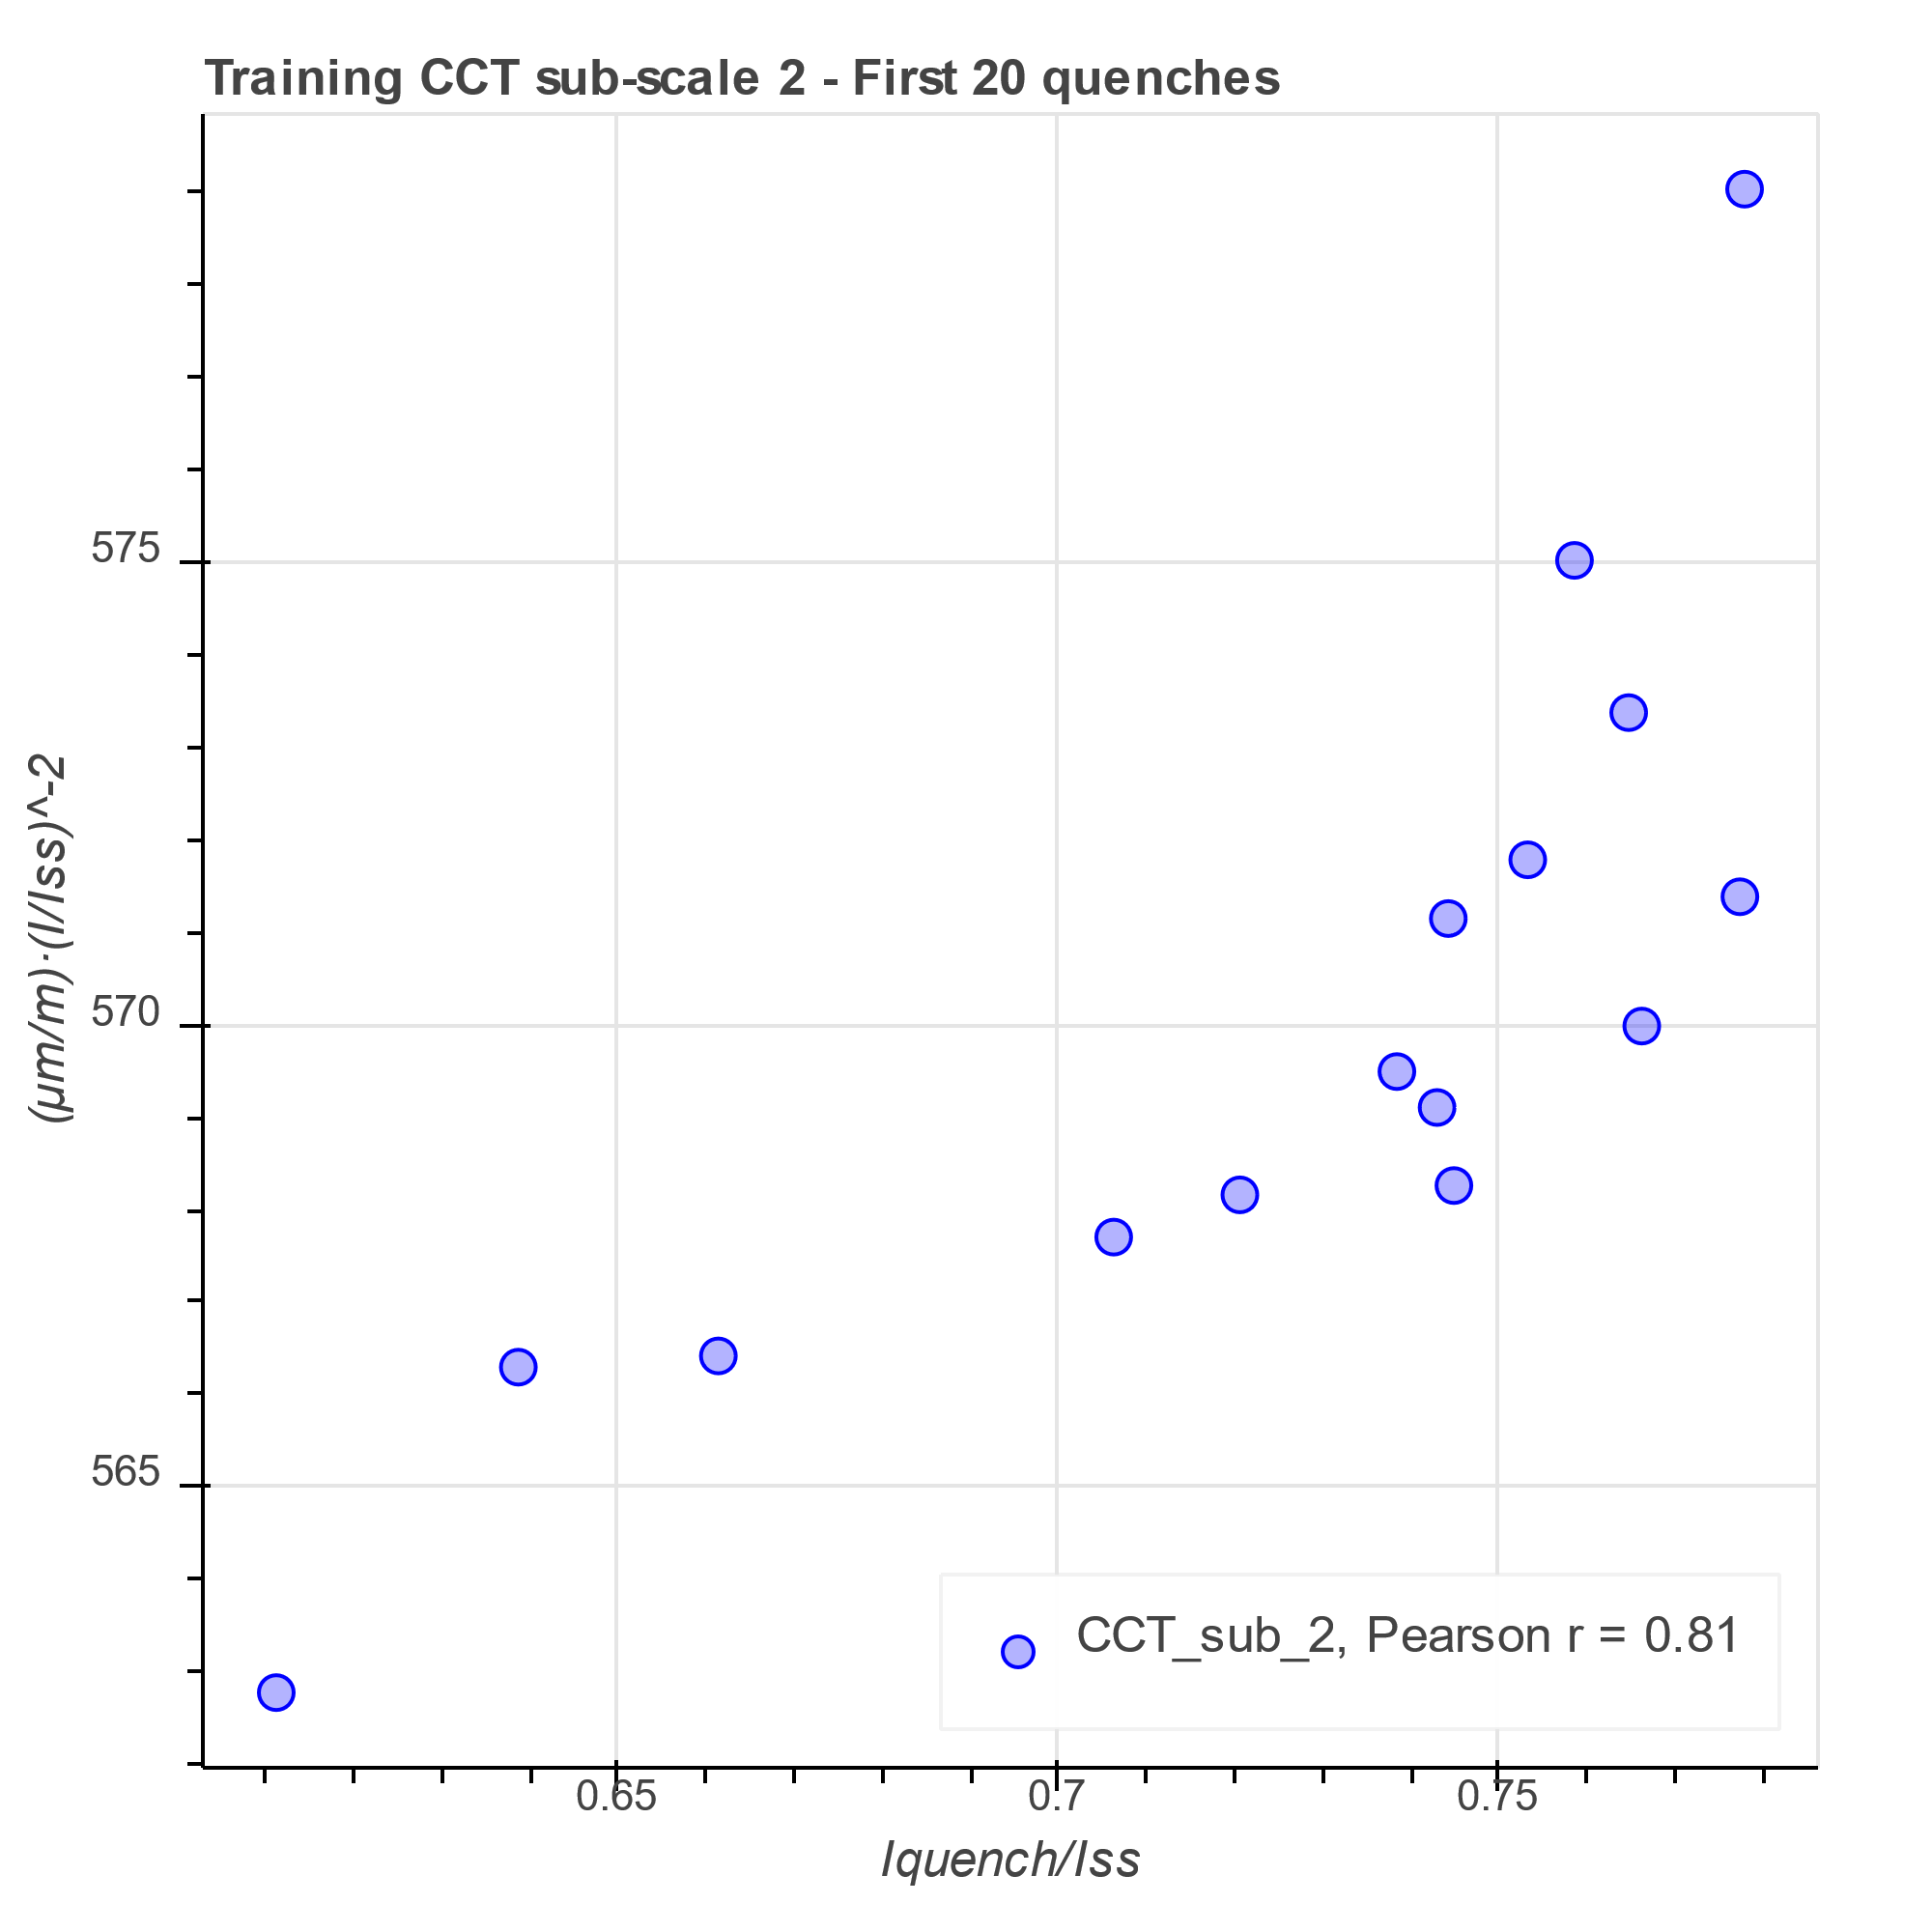 Training CCT sub-scale 2 - First 20 quenches
(μm/m)·(I/Iss)^-2
575
570
565
CCT_sub_2, Pearson r = 0.81
0.65
0.7
0.75
Iquench/Iss